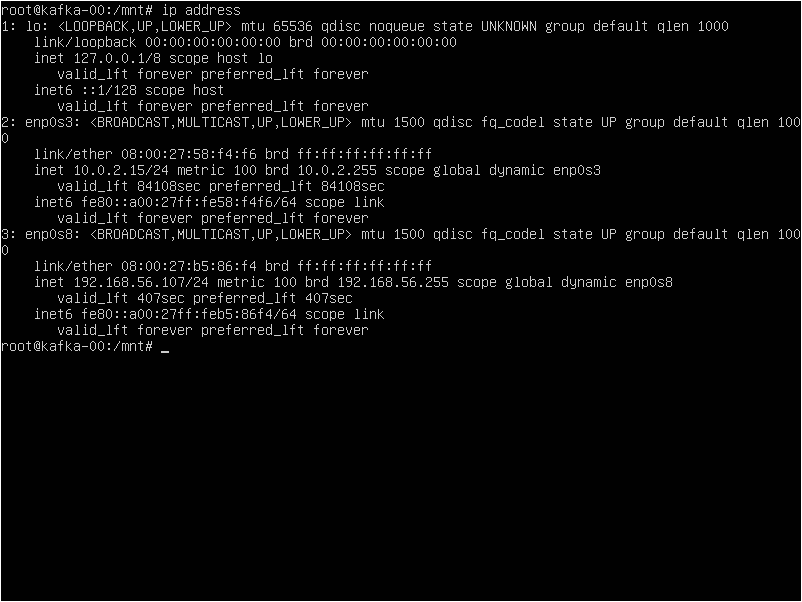 root@kafka-00:/mnt# ip address
1: lo: <LOOPBACK,UP,LOWER_UP> mtu 65536 qdisc noqueue state UNKNOWN group default qlen 1000
    link/loopback 00:00:00:00:00:00 brd 00:00:00:00:00:00
    inet 127.0.0.1/8 scope host lo
       valid_lft forever preferred_lft forever
    inet6 ::1/128 scope host
       valid_lft forever preferred_lft forever
2: enp0s3: <BROADCAST,MULTICAST,UP,LOWER_UP> mtu 1500 qdisc fq_codel state UP group default qlen 100
0
    link/ether 08:00:27:58:f4:f6 brd ff:ff:ff:ff:ff:ff
    inet 10.0.2.15/24 metric 100 brd 10.0.2.255 scope global dynamic enp0s3
       valid_lft 84108sec preferred_lft 84108sec
    inet6 fe80::a00:27ff:fe58:f4f6/64 scope link
       valid_lft forever preferred_lft forever
3: enp0s8: <BROADCAST,MULTICAST,UP,LOWER_UP> mtu 1500 qdisc fq_codel state UP group default qlen 100
0
    link/ether 08:00:27:b5:86:f4 brd ff:ff:ff:ff:ff:ff
    inet 192.168.56.107/24 metric 100 brd 192.168.56.255 scope global dynamic enp0s8
       valid_lft 407sec preferred_lft 407sec
    inet6 fe80::a00:27ff:feb5:86f4/64 scope link
       valid_lft forever preferred_lft forever
root@kafka-00:/mnt# _